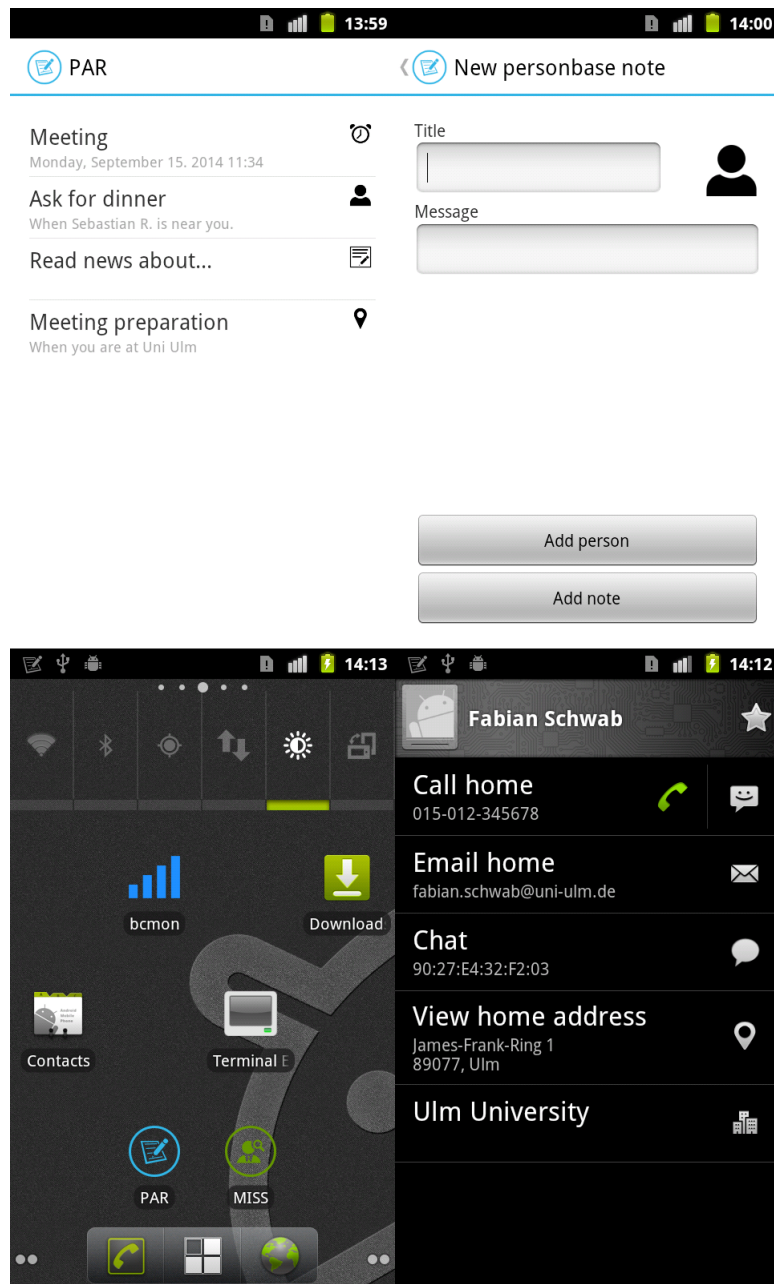 13:59
PAR
Meeting
Monday, September 15. 2014 11:34
Ask for dinner
When Sebastian R. is near you.
Read news about...
Meeting preparation
When you are at Uni Ulm
14:00
New personbase note
Title
Message
Add person
Add note
14:13
bcmon
Download
Contacts
Terminal E
PAR
MISS
14:12
Fabian Schwab
Call home
015-012-345678
Email home
fabian.schwab@uni-ulm.de
Chat
90:27:E4:32:F2:03
View home address
James-Frank-Ring 1
89077, Ulm
Ulm University